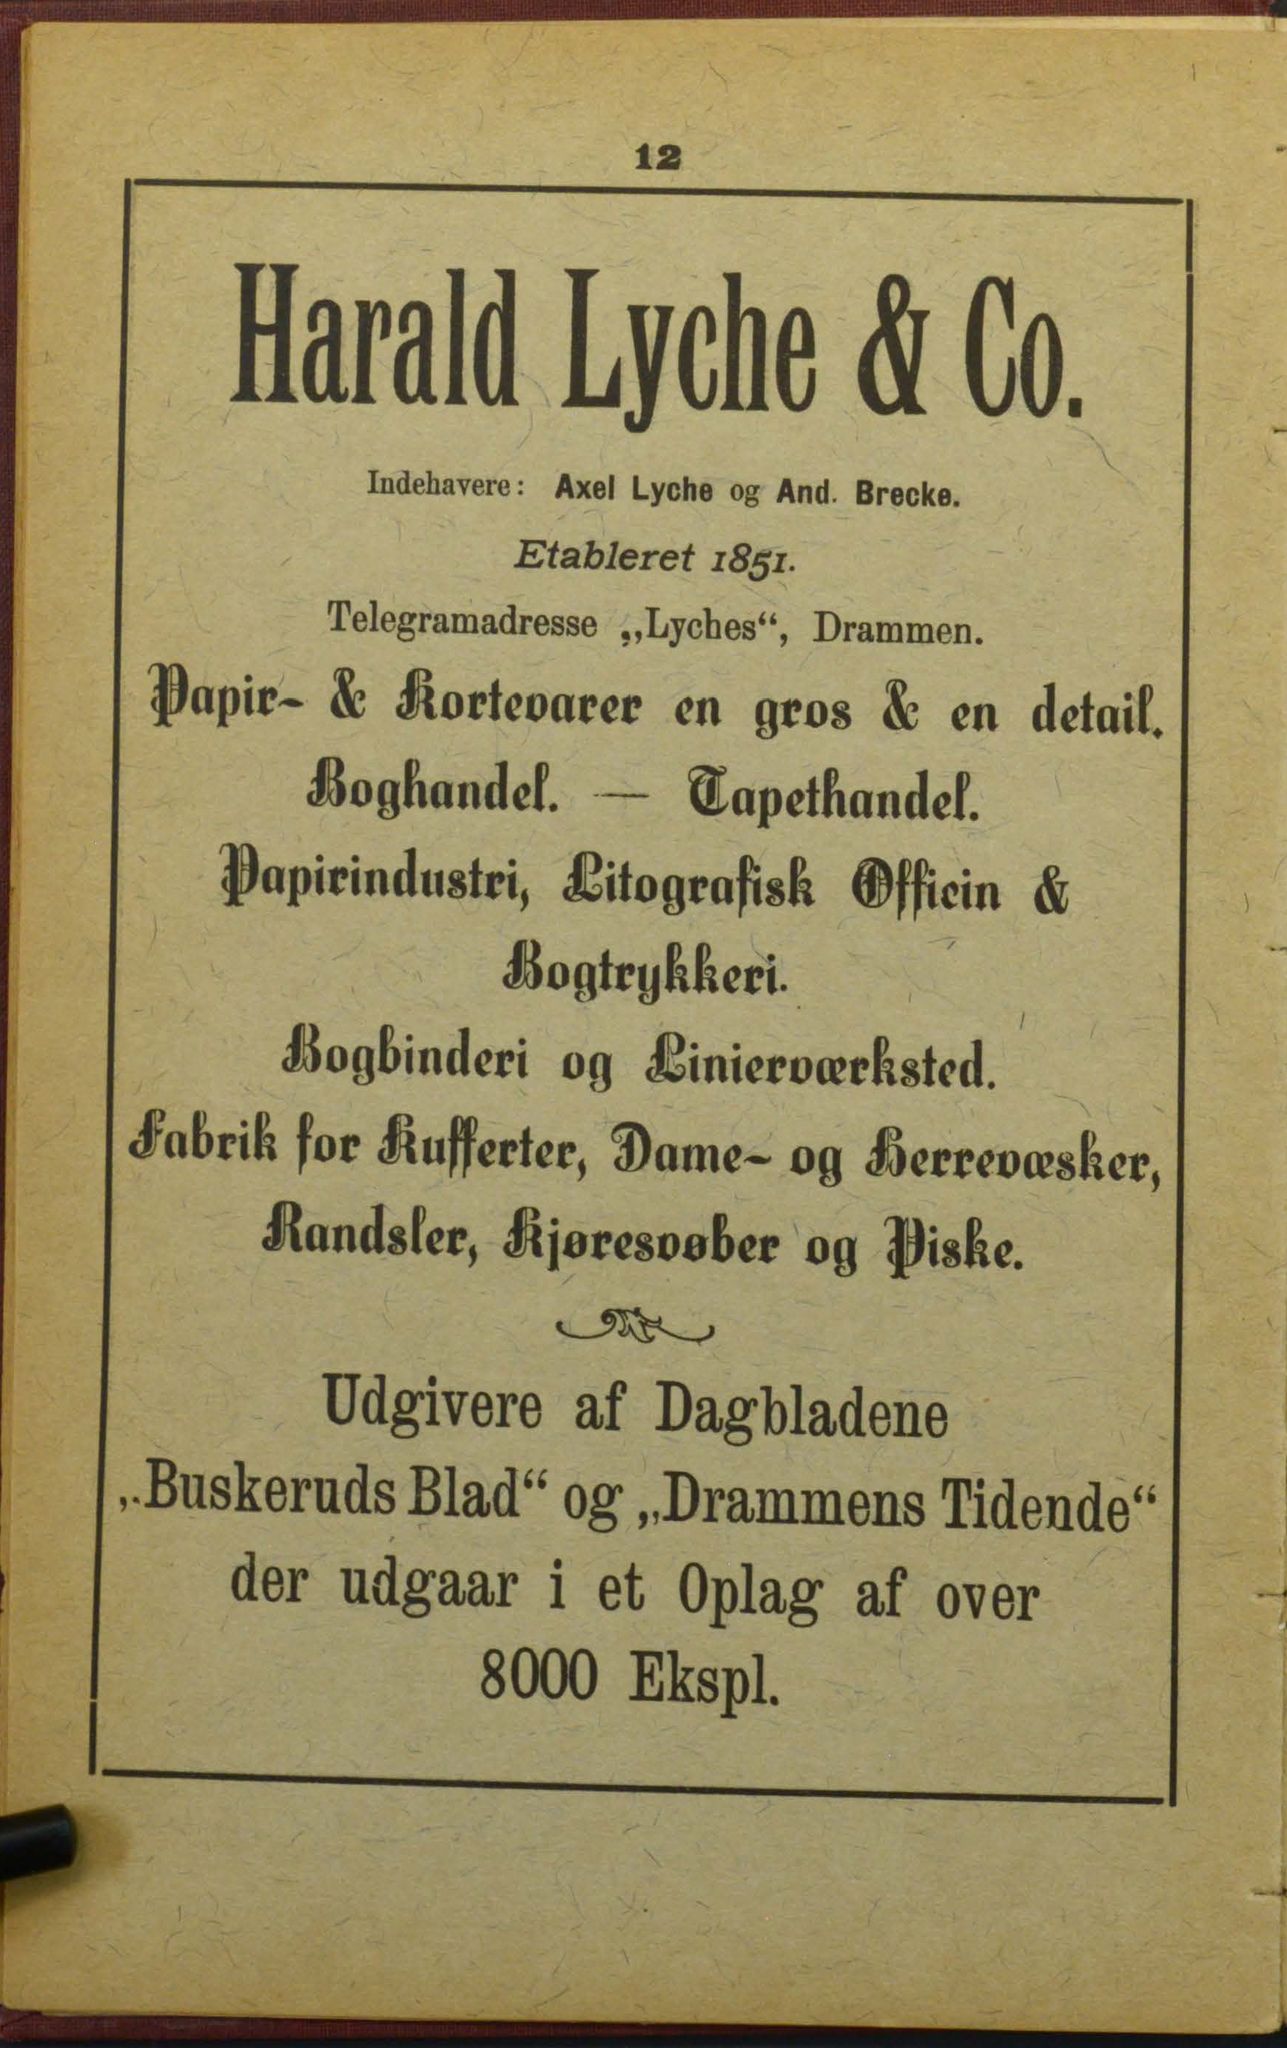 12
Harald Lyche & Co.
Indehavere: Axel Lyche og And. Brecke.
Etableret 1851.
Telegramadresse „Lyches“, Drammen.
Papir- & Kortevarer en gros & en detail.
Boghandel. — Tapethandel.
Papirindustri, Litografisk Officin &
Bogtrykkeri.
Bogbinderi og Linierværksted.
Fabrik for Kufferter, Dame- og Herrevæsker,
Randsler, Kjøresvøber og Piske.
Udgivere af Dagbladene
„Buskeruds Blad“ og „Drammens Tidende“
der udgaar i et Oplag af over
8000 Ekspl.